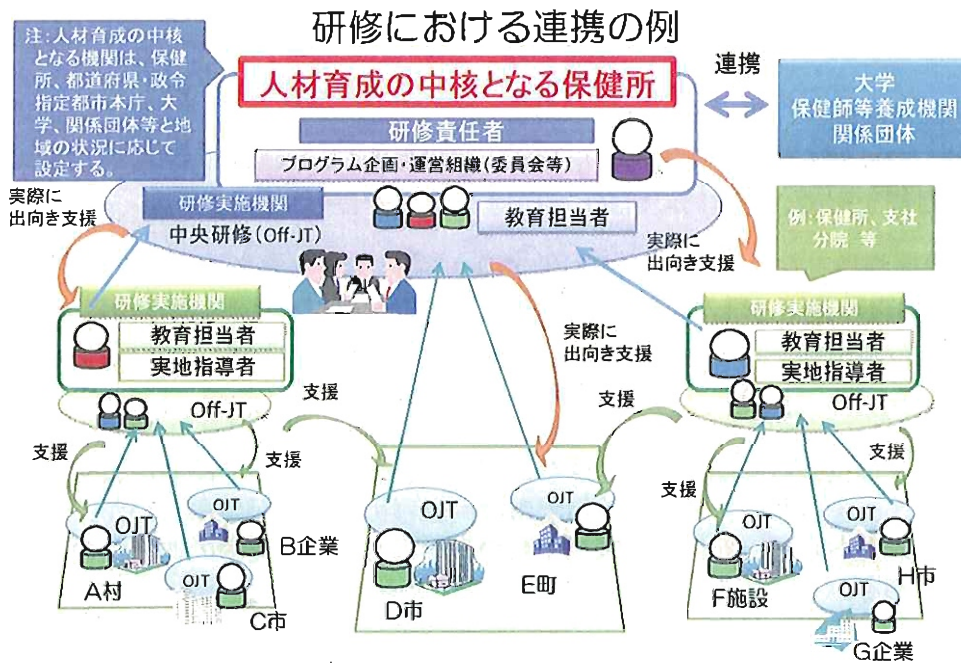 研修における連携の例
注:人材育成の中核
となる機関は、保健
所、都道府県・政令
指定都市本庁、大
学、関係団体等と地
域の状況に応じて
設定する。
人材育成の中核となる保健所
連携
大学
保健師等養成機関
関係団体
研修責任者
プログラム企画・運営組織(委員会等)
実際に
出向き支援
研修実施機関
中央研修(Off-JT)
教育担当者
実際に
出向き支援
例:保健所、支社
分院 等
研修実施機関
教育担当者
実地指導者
Off-JT
実際に
出向き支援
研修実施機関
教育担当者
実地指導者
Off-JT
支援
支援
支援
支援
支援
支援
OJT
A村
OJT
B企業
OJT
C市
OJT
D市
OJT
E町
OJT
F施設
OJT
H市
OJT
G企業